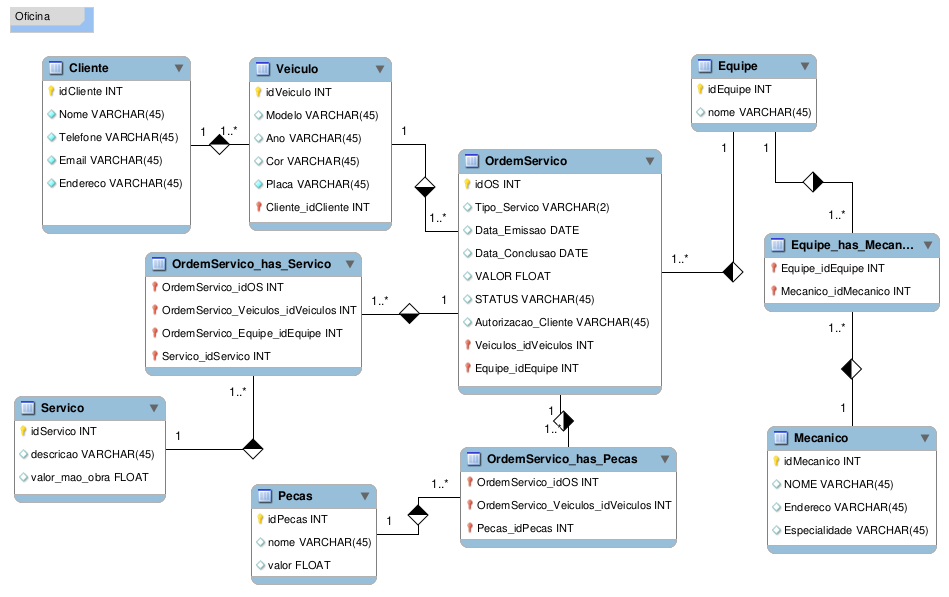 Oficina
Cliente
idCliente INT
Nome VARCHAR(45)
Telefone VARCHAR(45)
Email VARCHAR(45)
Endereco VARCHAR(45)
1
1..*
Veiculo
idVeiculo INT
Modelo VARCHAR(45)
Ano VARCHAR(45)
Cor VARCHAR(45)
Placa VARCHAR(45)
Cliente_idCliente INT
1
1..*
OrdemServico
idOS INT
Tipo_Servico VARCHAR(2)
Data_Emissao DATE
Data_Conclusao DATE
VALOR FLOAT
STATUS VARCHAR(45)
Autorizacao_Cliente VARCHAR(45)
Veiculos_idVeiculos INT
Equipe_idEquipe INT
Equipe
idEquipe INT
nome VARCHAR(45)
1
1
1..*
1..*
Equipe_has_Mecan...
Equipe_idEquipe INT
Mecanico_idMecanico INT
1..*
1
Mecanico
idMecanico INT
NOME VARCHAR(45)
Endereco VARCHAR(45)
Especialidade VARCHAR(45)
OrdemServico_has_Servico
OrdemServico_idOS INT
OrdemServico_Veiculos_idVeiculos INT
OrdemServico_Equipe_idEquipe INT
Servico_idServico INT
1..*
1
1..*
1
Servico
idServico INT
descricao VARCHAR(45)
valor_mao_obra FLOAT
1
1..*
OrdemServico_has_Pecas
OrdemServico_idOS INT
OrdemServico_Veiculos_idVeiculos INT
Pecas_idPecas INT
1..*
1
Pecas
idPecas INT
nome VARCHAR(45)
valor FLOAT